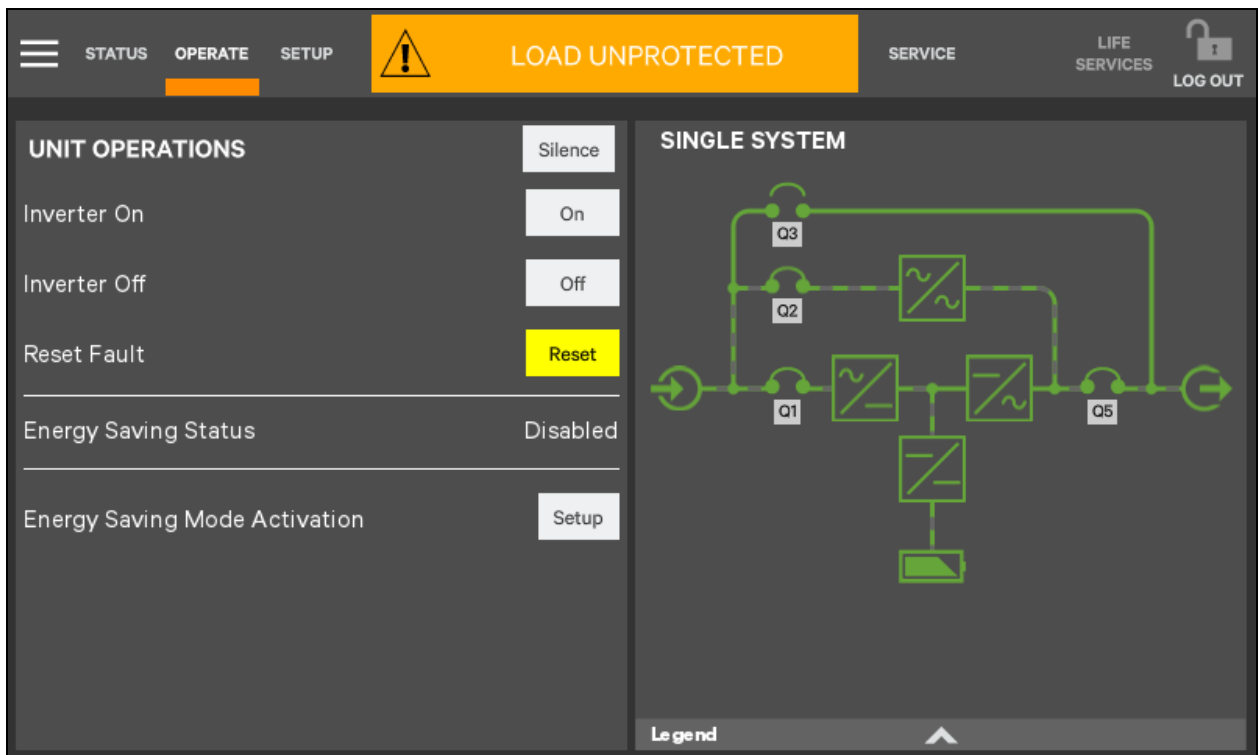 STATUS OPERATE SETUP LOAD UNPROTECTED SERVICE LIFE SERVICES LOG OUT
UNIT OPERATIONS Silence
Inverter On On
Inverter Off Off
Reset Fault Reset
Energy Saving Status Disabled
Energy Saving Mode Activation Setup
SINGLE SYSTEM
Q3
Q2
Q1 Q5
Legend